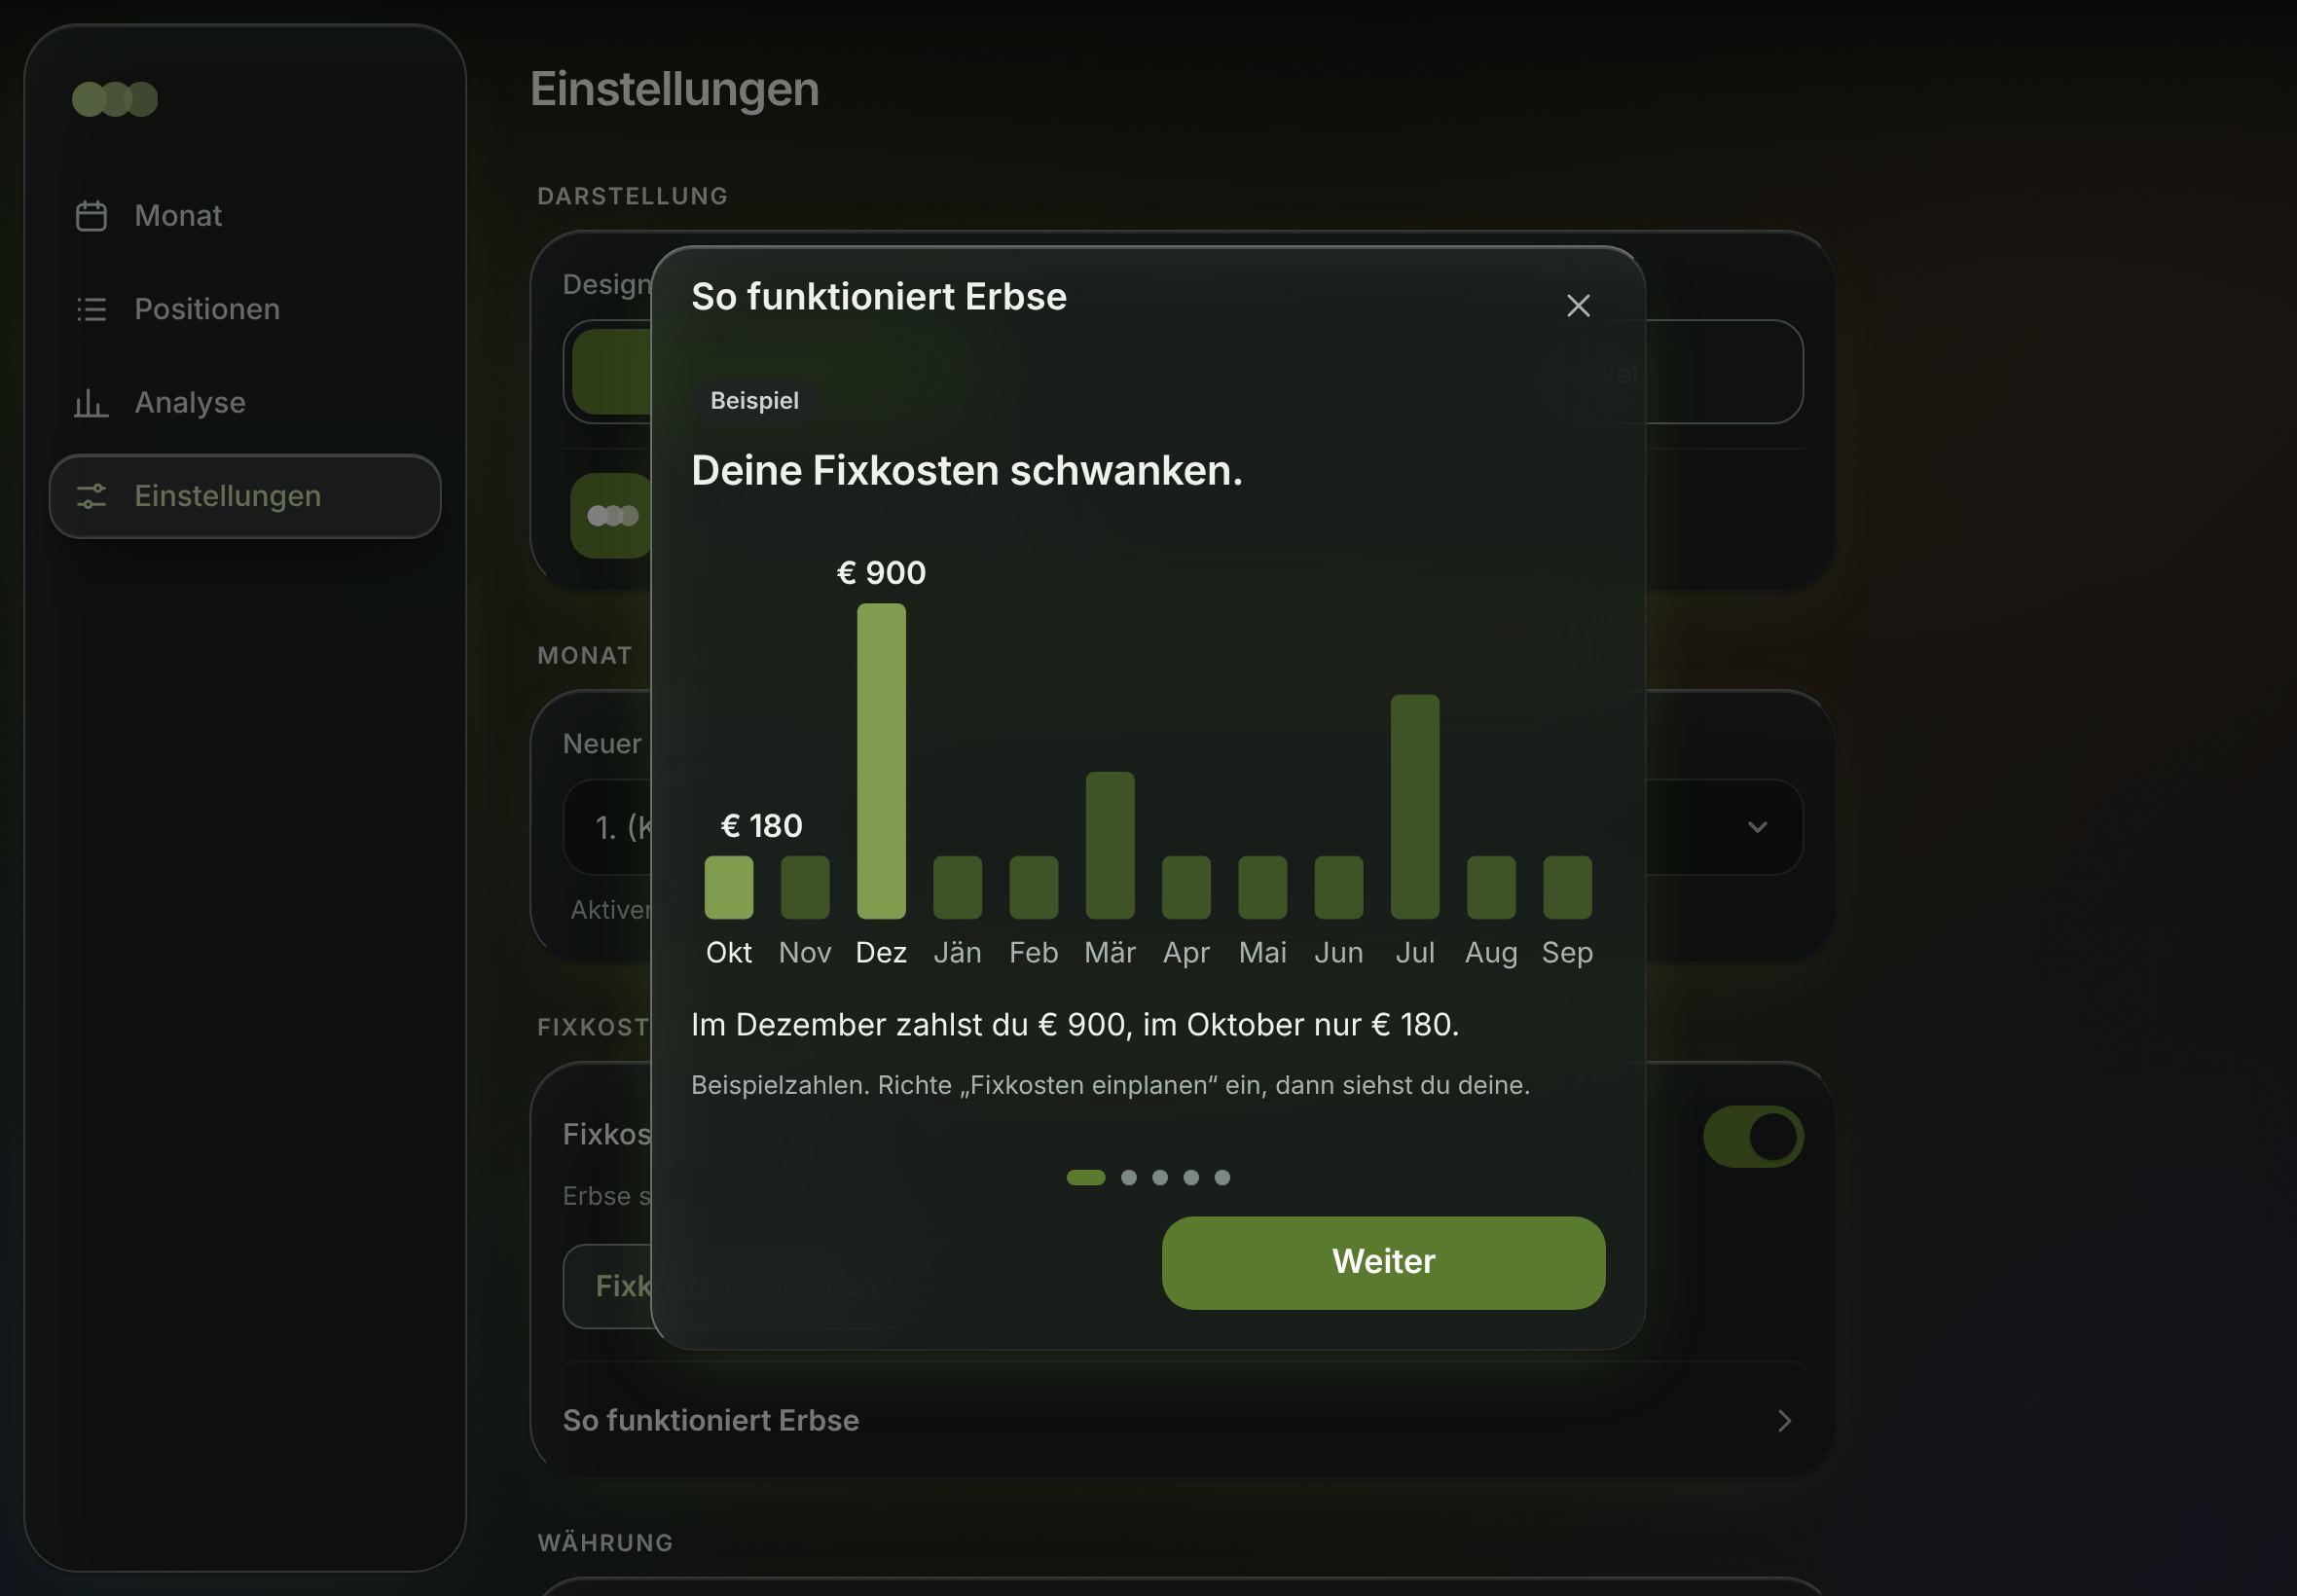 Einstellungen
Monat
Positionen
Analyse
Einstellungen
DARSTELLUNG
Design
MONAT
Neuer
1. (K
Aktiver
FIXKOST
Fixkos
Erbse s
Fixk
So funktioniert Erbse
WÄHRUNG
So funktioniert Erbse
Beispiel
Deine Fixkosten schwanken.
€ 900
€ 180
Okt Nov Dez Jän Feb Mär Apr Mai Jun Jul Aug Sep
Im Dezember zahlst du € 900, im Oktober nur € 180.
Beispielzahlen. Richte „Fixkosten einplanen“ ein, dann siehst du deine.
Weiter